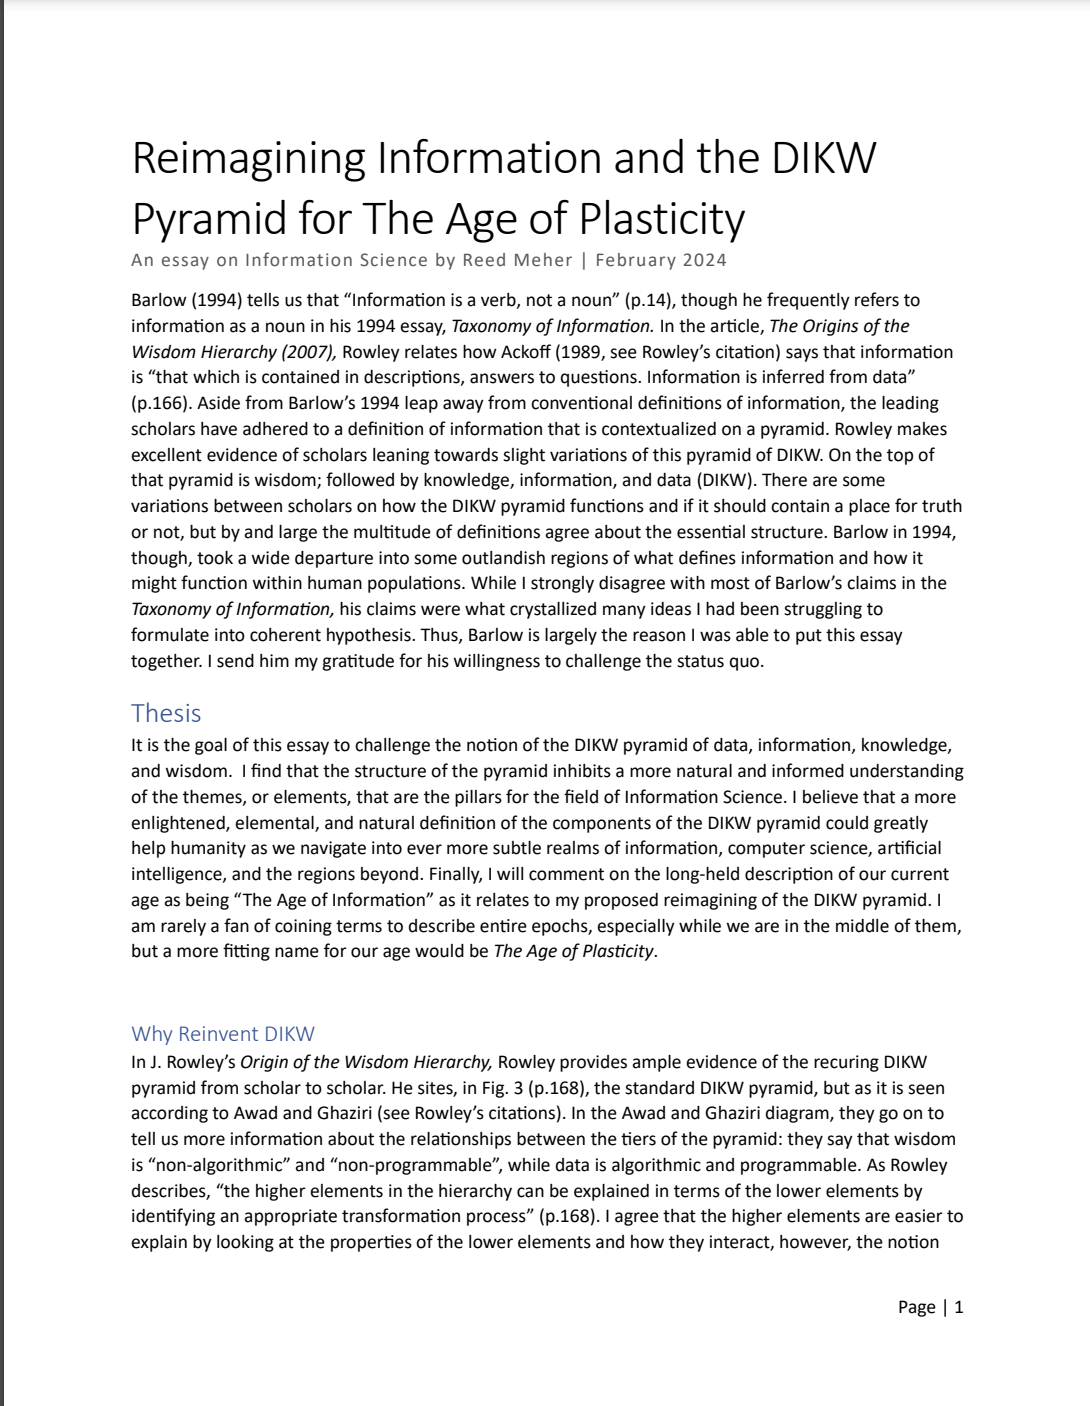 Reimagining Information and the DIKW
Pyramid for The Age of Plasticity
An essay on Information Science by Reed Meher | February 2024
Barlow (1994) tells us that “Information is a verb, not a noun” (p.14), though he frequently refers to
information as a noun in his 1994 essay, Taxonomy of Information. In the article, The Origins of the
Wisdom Hierarchy (2007), Rowley relates how Ackoff (1989, see Rowley’s citation) says that information
is “that which is contained in descriptions, answers to questions. Information is inferred from data”
(p.166). Aside from Barlow’s 1994 leap away from conventional definitions of information, the leading
scholars have adhered to a definition of information that is contextualized on a pyramid. Rowley makes
excellent evidence of scholars leaning towards slight variations of this pyramid of DIKW. On the top of
that pyramid is wisdom; followed by knowledge, information, and data (DIKW). There are some
variations between scholars on how the DIKW pyramid functions and if it should contain a place for truth
or not, but by and large the multitude of definitions agree about the essential structure. Barlow in 1994,
though, took a wide departure into some outlandish regions of what defines information and how it
might function within human populations. While I strongly disagree with most of Barlow’s claims in the
Taxonomy of Information, his claims were what crystallized many ideas I had been struggling to
formulate into coherent hypothesis. Thus, Barlow is largely the reason I was able to put this essay
together. I send him my gratitude for his willingness to challenge the status quo.
Thesis
It is the goal of this essay to challenge the notion of the DIKW pyramid of data, information, knowledge,
and wisdom.  I find that the structure of the pyramid inhibits a more natural and informed understanding
of the themes, or elements, that are the pillars for the field of Information Science. I believe that a more
enlightened, elemental, and natural definition of the components of the DIKW pyramid could greatly
help humanity as we navigate into ever more subtle realms of information, computer science, artificial
intelligence, and the regions beyond. Finally, I will comment on the long-held description of our current
age as being “The Age of Information” as it relates to my proposed reimagining of the DIKW pyramid. I
am rarely a fan of coining terms to describe entire epochs, especially while we are in the middle of them,
but a more fitting name for our age would be The Age of Plasticity.
Why Reinvent DIKW
In J. Rowley’s Origin of the Wisdom Hierarchy, Rowley provides ample evidence of the recuring DIKW
pyramid from scholar to scholar. He sites, in Fig. 3 (p.168), the standard DIKW pyramid, but as it is seen
according to Awad and Ghaziri (see Rowley’s citations). In the Awad and Ghaziri diagram, they go on to
tell us more information about the relationships between the tiers of the pyramid: they say that wisdom
is “non-algorithmic” and “non-programmable”, while data is algorithmic and programmable. As Rowley
describes, “the higher elements in the hierarchy can be explained in terms of the lower elements by
identifying an appropriate transformation process” (p.168). I agree that the higher elements are easier to
explain by looking at the properties of the lower elements and how they interact, however, the notion
Page | 1